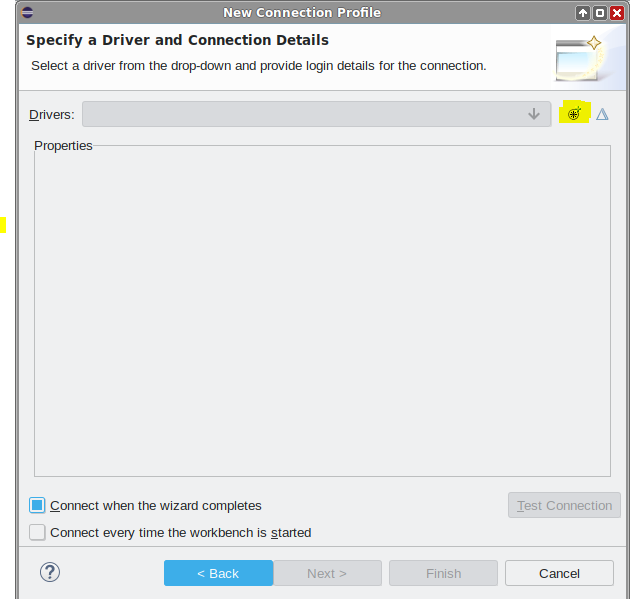 New Connection Profile
Specify a Driver and Connection Details
Select a driver from the drop-down and provide login details for the connection.
Drivers:
Properties
Connect when the wizard completes
Test Connection
Connect every time the workbench is started
?
< Back
Next >
Finish
Cancel